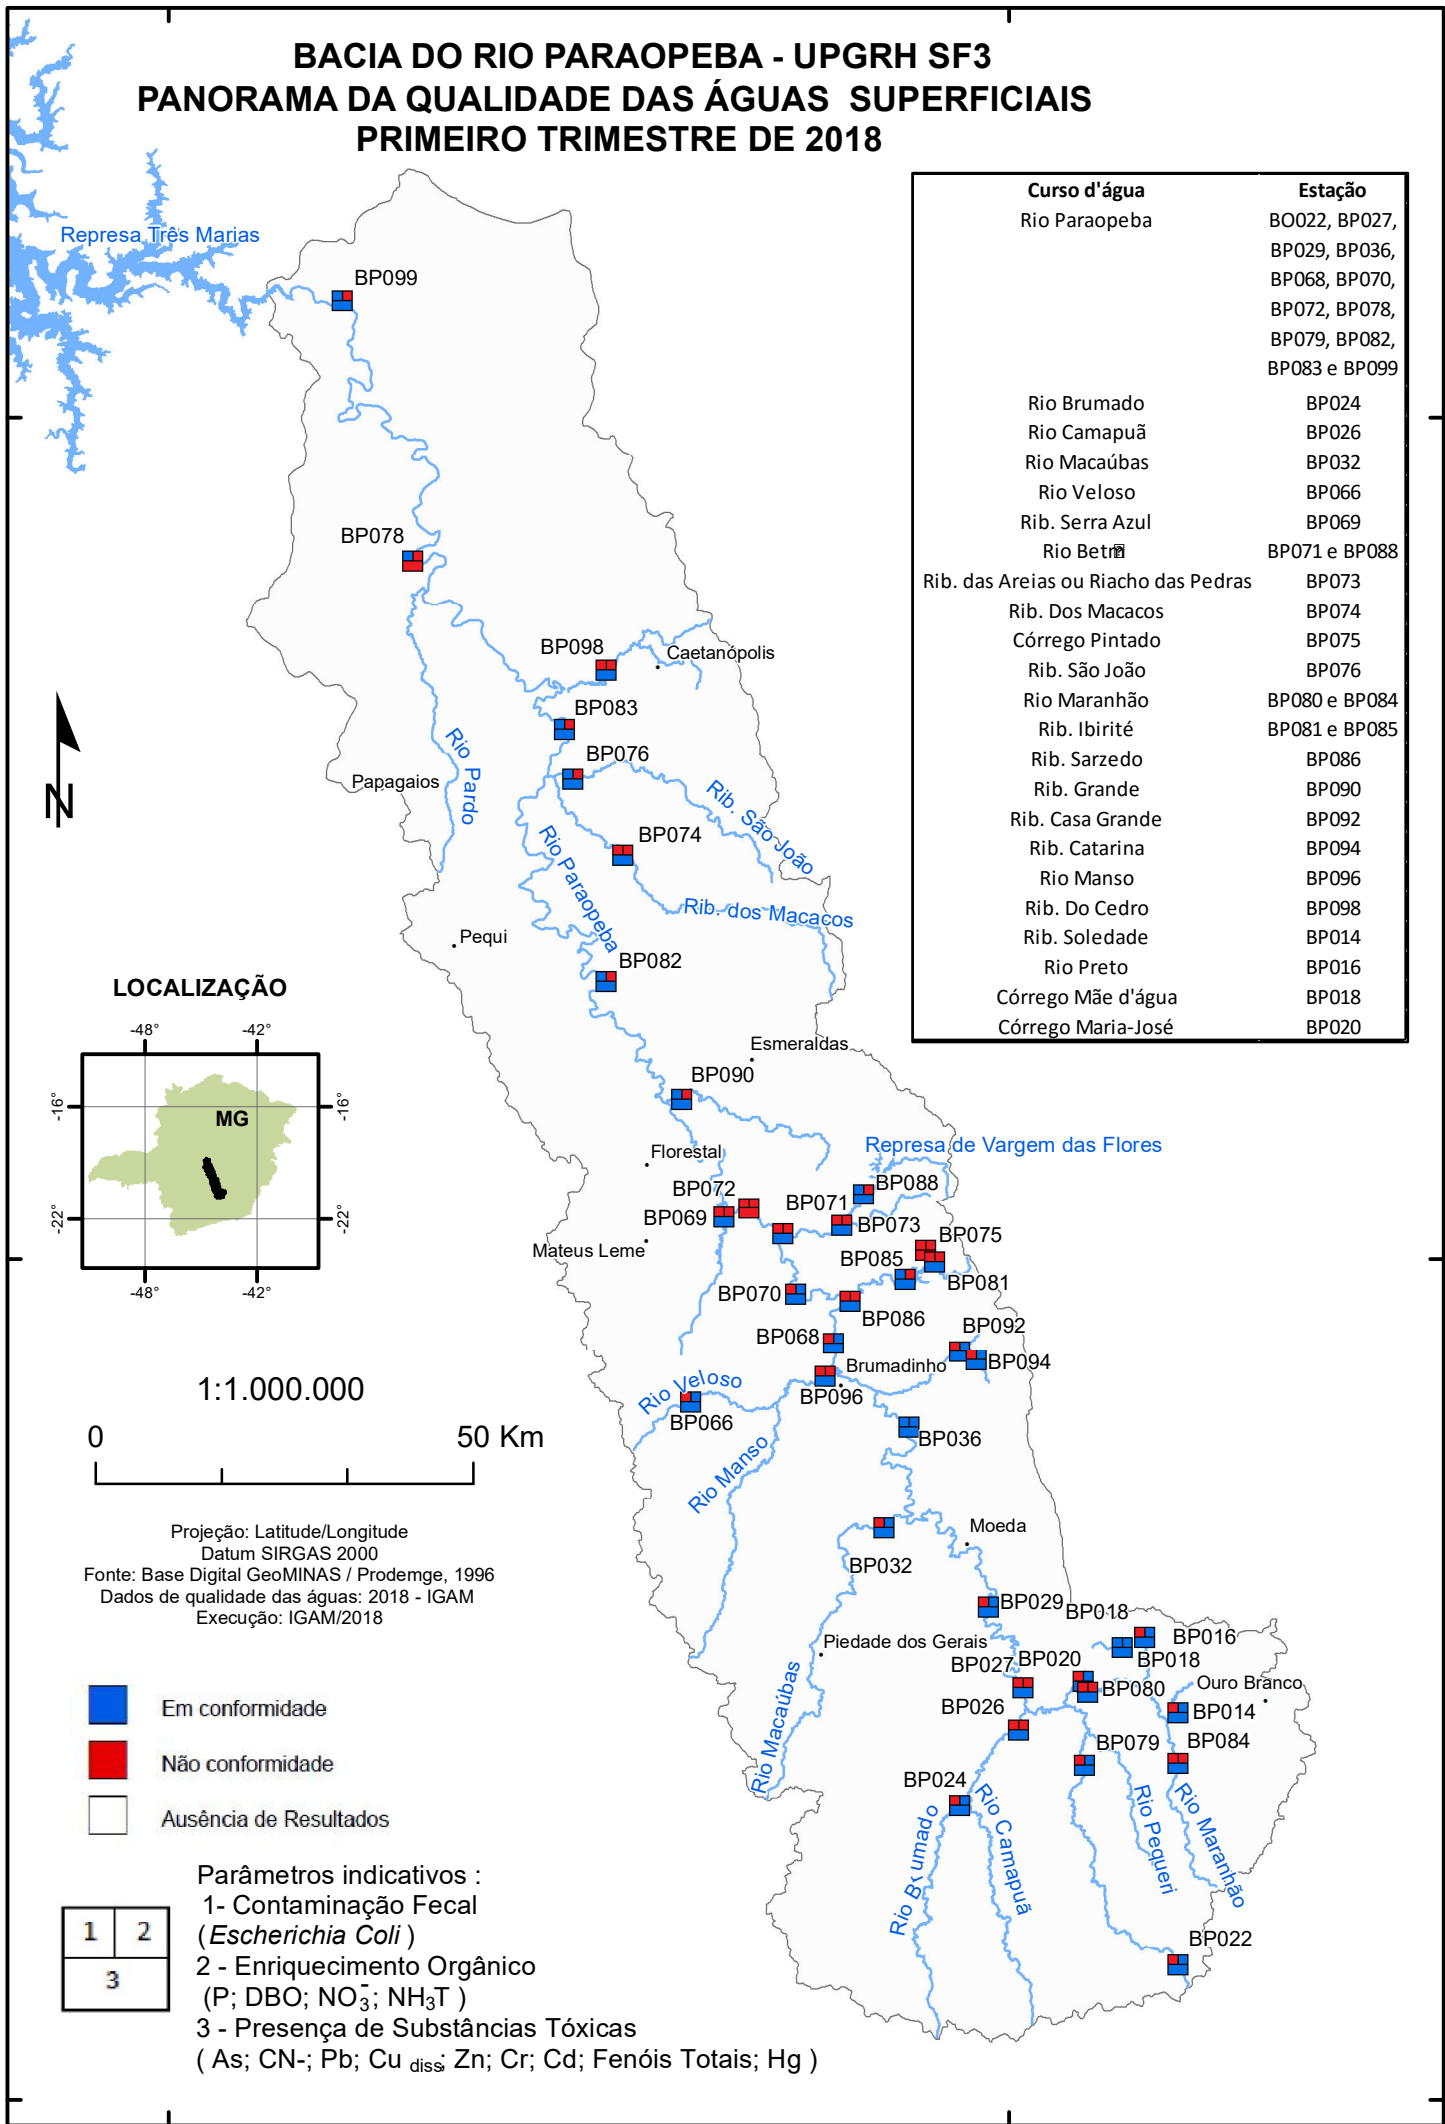 BACIA DO RIO PARAOPEBA - UPGRH SF3
PANORAMA DA QUALIDADE DAS ÁGUAS SUPERFICIAIS
PRIMEIRO TRIMESTRE DE 2018
Curso d'água Estação
Rio Paraopeba BO022, BP027,
BP029, BP036,
BP068, BP070,
BP072, BP078,
BP079, BP082,
BP083 e BP099
Rio Brumado BP024
Rio Camapuã BP026
Rio Macaúbas BP032
Rio Veloso BP066
Rib. Serra Azul BP069
Rio BP071 e BP088
Rib. das Areias ou Riacho das Pedras BP073
Rib. Dos Macacos BP074
Córrego Pintado BP075
Rib. São João BP076
Rio Maranhão BP080 e BP084
Rib. Ibirité BP081 e BP085
Rib. Sarzedo BP086
Rib. Grande BP090
Rib. Casa Grande BP092
Rib. Catarina BP094
Rio Manso BP096
Rib. Do Cedro BP098
Rib. Soledade BP014
Rio Preto BP016
Córrego Mãe d'água BP018
Córrego Maria-José BP020
Represa Três Marias
BP099
BP078
BP098
Caetanópolis
BP083
BP076
Rio Pardo
Papagaios
Rib. São João
BP074
Rio Paraopeba
Rib. dos Macacos
Pequi
BP082
Esmeraldas
BP090
Represa de Vargem das Flores
Florestal
BP088
BP072
BP071
BP069
BP073
BP075
Mateus Leme
BP085
BP081
BP070
BP086
BP068
BP092
Brumadinho
BP094
BP096
Rio Veloso
BP066
BP036
Rio Manso
Moeda
BP032
BP029
BP018
BP016
Piedade dos Gerais
BP018
BP027
BP020
BP080
Ouro Branco
BP026
BP014
BP079
BP084
Rio Macaúbas
BP024
Rio Brumado
Rio Camapuã
Rio Pequeri
Rio Maranhão
BP022
N
LOCALIZAÇÃO
-48° -42°
-16° -16°
MG
-22° -22°
-48° -42°
1:1.000.000
0 50 Km
Projeção: Latitude/Longitude
Datum SIRGAS 2000
Fonte: Base Digital GeoMINAS / Prodemge, 1996
Dados de qualidade das águas: 2018 - IGAM
Execução: IGAM/2018
Em conformidade
Não conformidade
Ausência de Resultados
1 2
3
Parâmetros indicativos :
1- Contaminação Fecal
(Escherichia Coli )
2 - Enriquecimento Orgânico
(P; DBO; NO₃⁻; NH₃T )
3 - Presença de Substâncias Tóxicas
( As; CN-; Pb; Cu diss; Zn; Cr; Cd; Fenóis Totais; Hg )